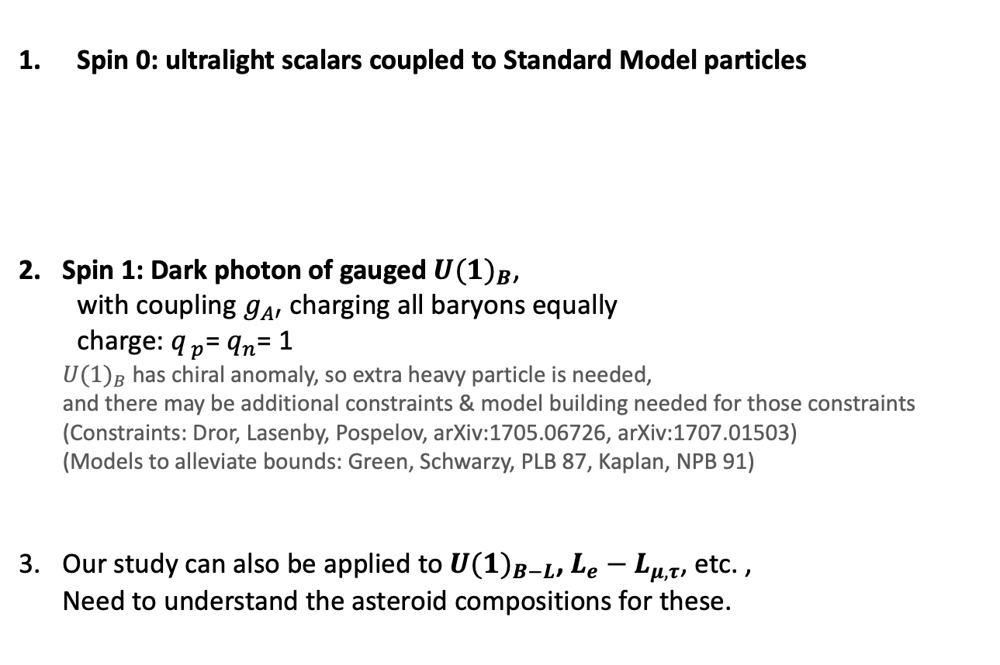 1. Spin 0: ultralight scalars coupled to Standard Model particles
2. Spin 1: Dark photon of gauged U(1)_B,
with coupling g_A′, charging all baryons equally
charge: q_p= q_n= 1
U(1)_B has chiral anomaly, so extra heavy particle is needed,
and there may be additional constraints & model building needed for those constraints
(Constraints: Dror, Lasenby, Pospelov, arXiv:1705.06726, arXiv:1707.01503)
(Models to alleviate bounds: Green, Schwarzy, PLB 87, Kaplan, NPB 91)
3. Our study can also be applied to U(1)_{B−L}, L_e − L_{μ,τ}, etc. ,
Need to understand the asteroid compositions for these.